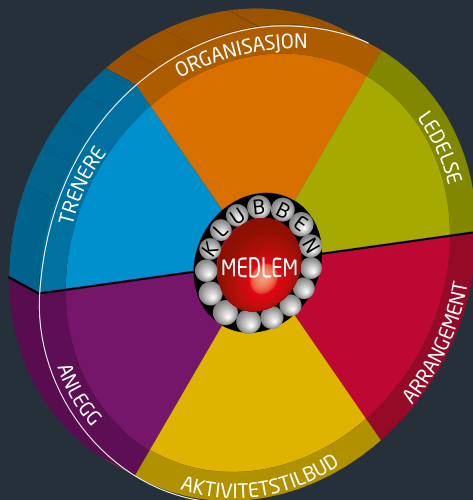 ORGANISASJON
LEDELSE
TRENERE
KLUBBEN
MEDLEM
ARRANGEMENT
ANLEGG
AKTIVITETSTILBUD